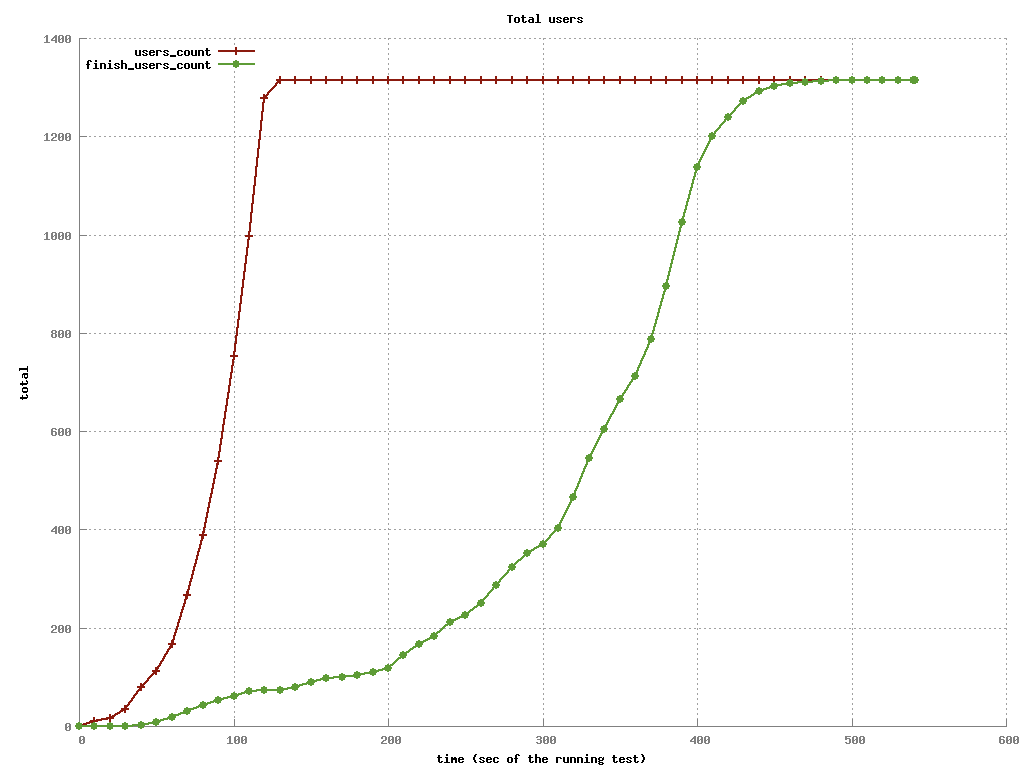 Total users
1400
users_count
finish_users_count
1200
1000
800
total
600
400
200
0
0 100 200 300 400 500 600
time (sec of the running test)